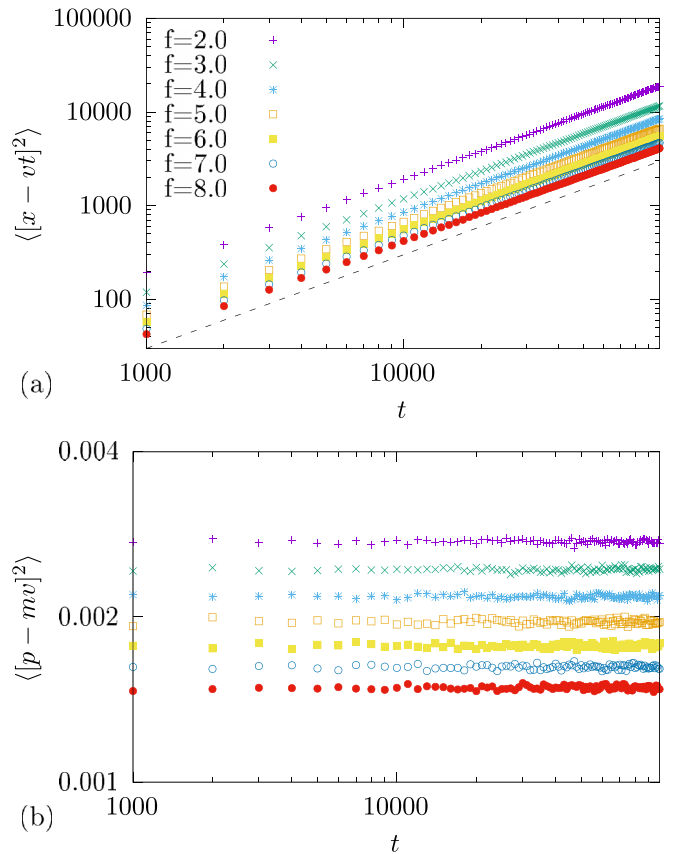 100000
10000
1000
100
⟨[x − vt]²⟩
f=2.0
f=3.0
f=4.0
f=5.0
f=6.0
f=7.0
f=8.0
1000 10000
t
(a)
0.004
0.002
0.001
⟨[p − mv]²⟩
1000 10000
t
(b)